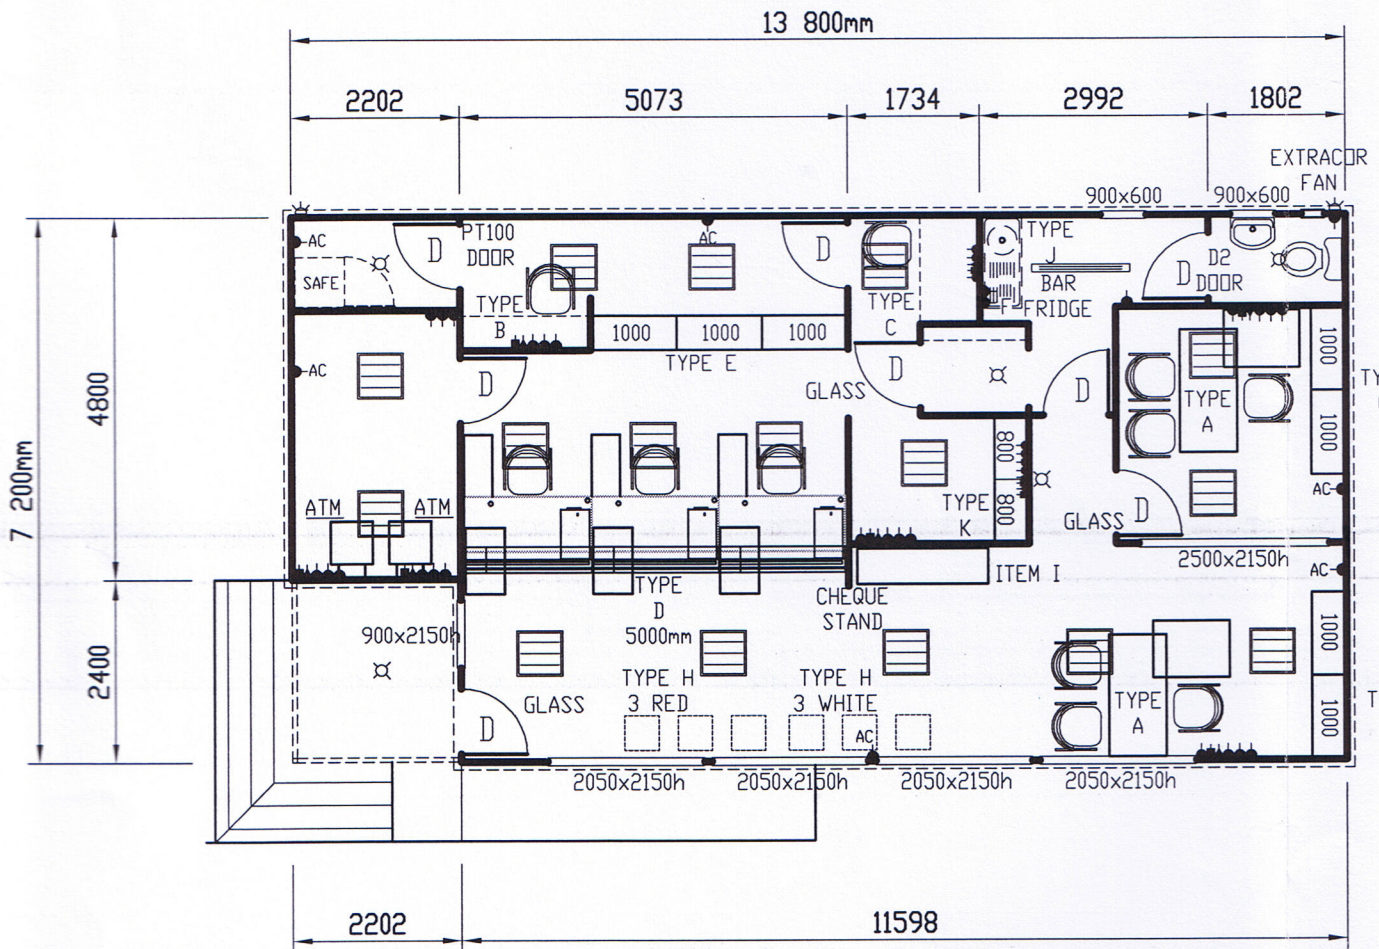 13 800mm
2202
5073
1734
2992
1802
EXTRACOR
FAN
900x600
900x600
AC
SAFE
D
PT100
DOOR
TYPE
B
AC
D
TYPE
C
TYPE
J
BAR
FRIDGE
F
D
D2
DOOR
1000
1000
1000
TYPE E
AC
D
GLASS
D
D
TYPE
A
1000
1000
7 200mm
4800
ATM
ATM
TYPE
K
800
800
GLASS
D
AC
2500x2150h
AC
ITEM I
CHEQUE
STAND
TYPE
D
5000mm
2400
900x2150h
GLASS
D
TYPE H
3 RED
TYPE H
3 WHITE
AC
TYPE
A
1000
1000
2050x2150h
2050x2150h
2050x2150h
2050x2150h
2202
11598